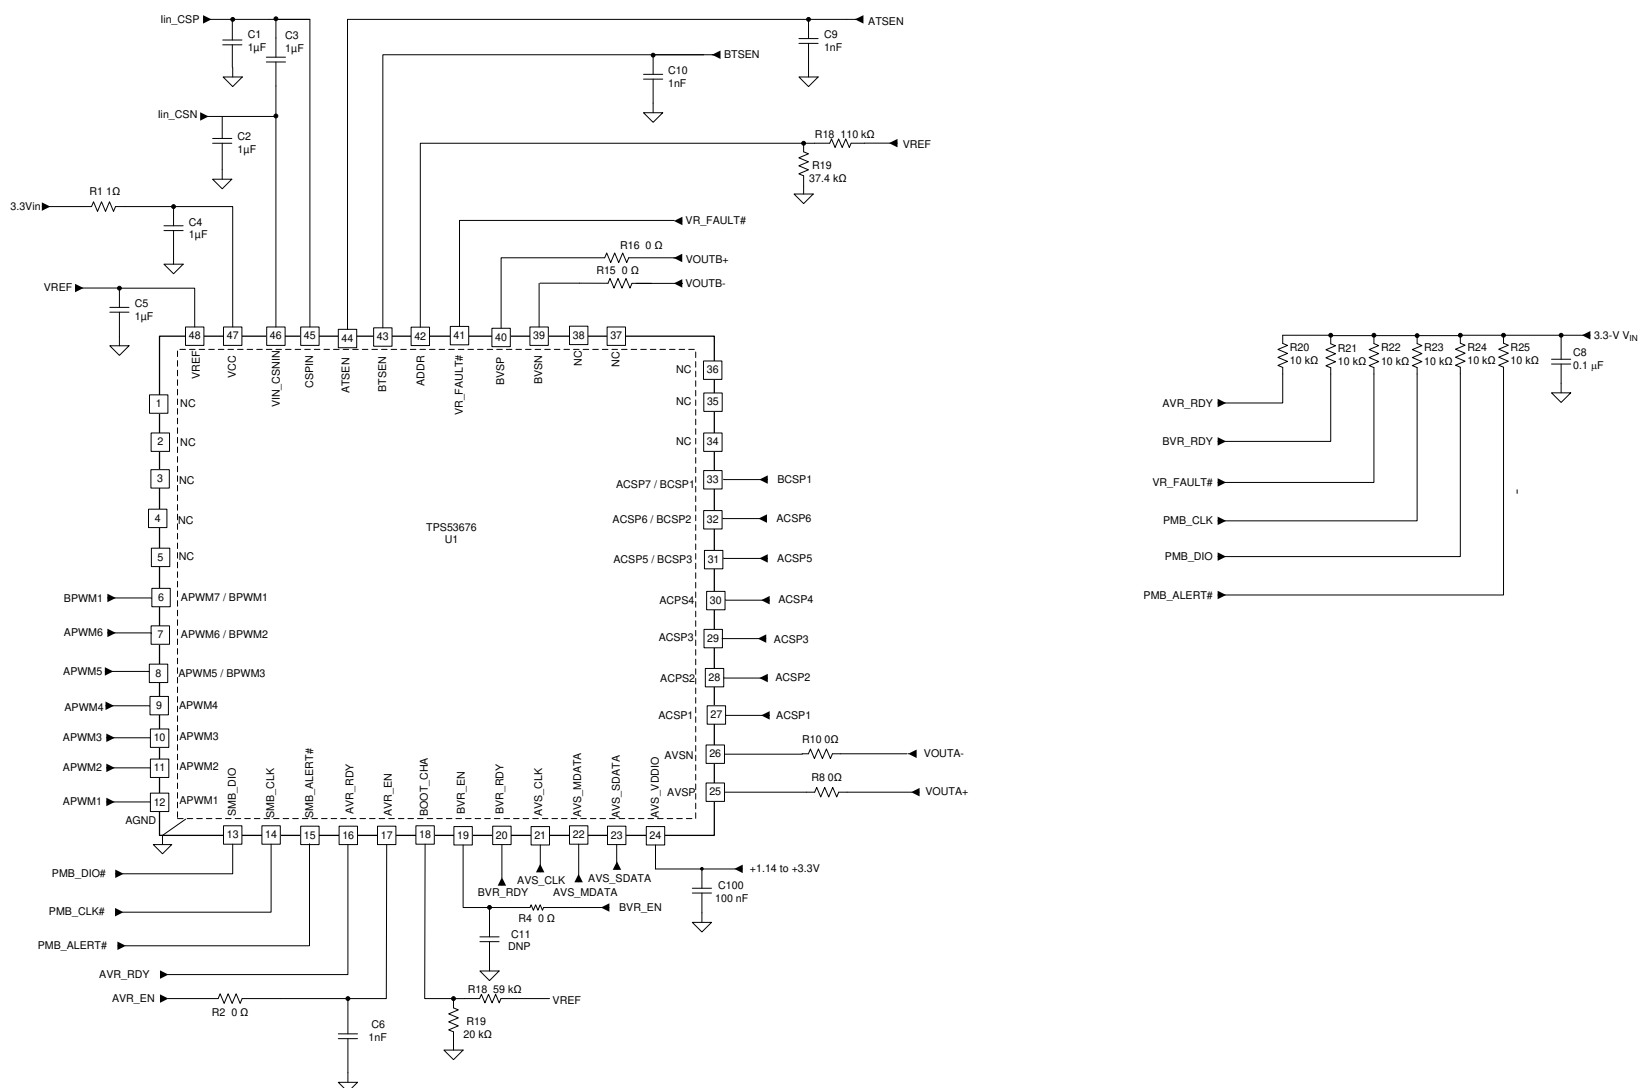 Iin_CSP
C1
1µF
C3
1µF
ATSEN
C9
1nF
BTSEN
C10
1nF
Iin_CSN
C2
1µF
R18 110 kΩ
VREF
R19
37.4 kΩ
R1 1Ω
3.3Vin
C4
1µF
VR_FAULT#
R16 0 Ω
VOUTB+
R15 0 Ω
VOUTB-
VREF
C5
1µF
48
47
46
45
44
43
42
41
40
39
38
37
VREF
VCC
VIN_CSNIN
CSPIN
ATSEN
BTSEN
ADDR
VR_FAULT#
BVSP
BVSN
NC
NC
1
NC
2
NC
3
NC
4
NC
5
NC
BPWM1
6
APWM7 / BPWM1
APWM6
7
APWM6 / BPWM2
APWM5
8
APWM5 / BPWM3
APWM4
9
APWM4
APWM3
10
APWM3
APWM2
11
APWM2
APWM1
12
APWM1
AGND
TPS53676
U1
NC
36
NC
35
NC
34
ACSP7 / BCSP1
33
BCSP1
ACSP6 / BCSP2
32
ACSP6
ACSP5 / BCSP3
31
ACSP5
ACPS4
30
ACSP4
ACSP3
29
ACSP3
ACPS2
28
ACSP2
ACSP1
27
ACSP1
AVSN
26
R10 0Ω
VOUTA-
AVSP
25
R8 0Ω
VOUTA+
SMB_DIO
SMB_CLK
SMB_ALERT#
AVR_RDY
AVR_EN
BOOT_CHA
BVR_EN
BVR_RDY
AVS_CLK
AVS_MDATA
AVS_SDATA
AVS_VDDIO
13
14
15
16
17
18
19
20
21
22
23
24
PMB_DIO#
PMB_CLK#
PMB_ALERT#
AVR_RDY
AVR_EN
R2 0 Ω
C6
1nF
R18 59 kΩ
VREF
R19
20 kΩ
BVR_RDY
AVS_CLK
AVS_MDATA
AVS_SDATA
R4 0 Ω
BVR_EN
C11
DNP
+1.14 to +3.3V
C100
100 nF
3.3-V VIN
R20
10 kΩ
R21
10 kΩ
R22
10 kΩ
R23
10 kΩ
R24
10 kΩ
R25
10 kΩ
C8
0.1 µF
AVR_RDY
BVR_RDY
VR_FAULT#
PMB_CLK
PMB_DIO
PMB_ALERT#